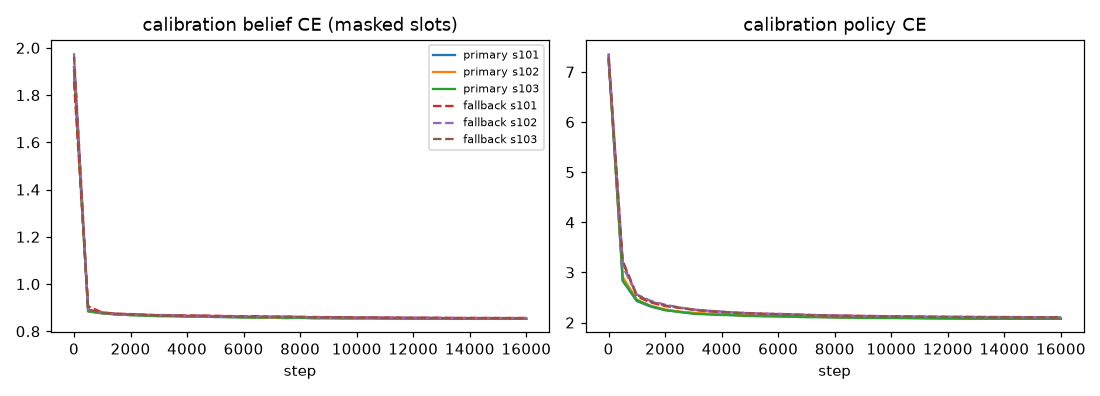 calibration belief CE (masked slots)
2.0
1.8
1.6
1.4
1.2
1.0
0.8
primary s101
primary s102
primary s103
fallback s101
fallback s102
fallback s103
0 2000 4000 6000 8000 10000 12000 14000 16000
step
calibration policy CE
7
6
5
4
3
2
0 2000 4000 6000 8000 10000 12000 14000 16000
step